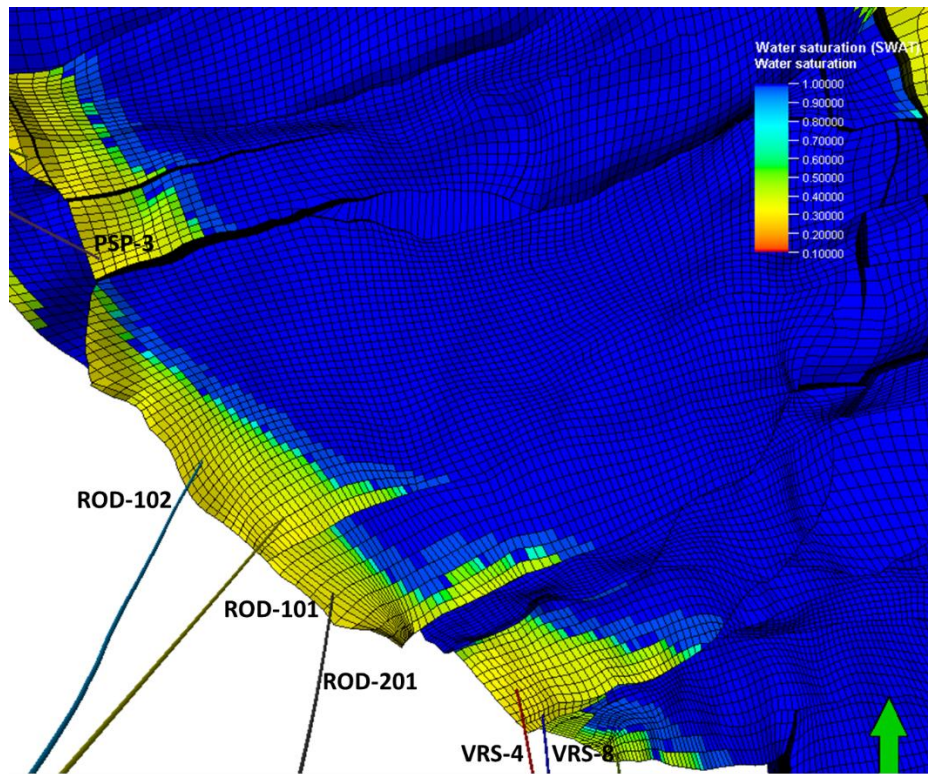 Water saturation (SWAT)
Water saturation
1.00000
0.90000
0.80000
0.70000
0.60000
0.50000
0.40000
0.30000
0.20000
0.10000
PSP-3
ROD-102
ROD-101
ROD-201
VRS-4
VRS-8